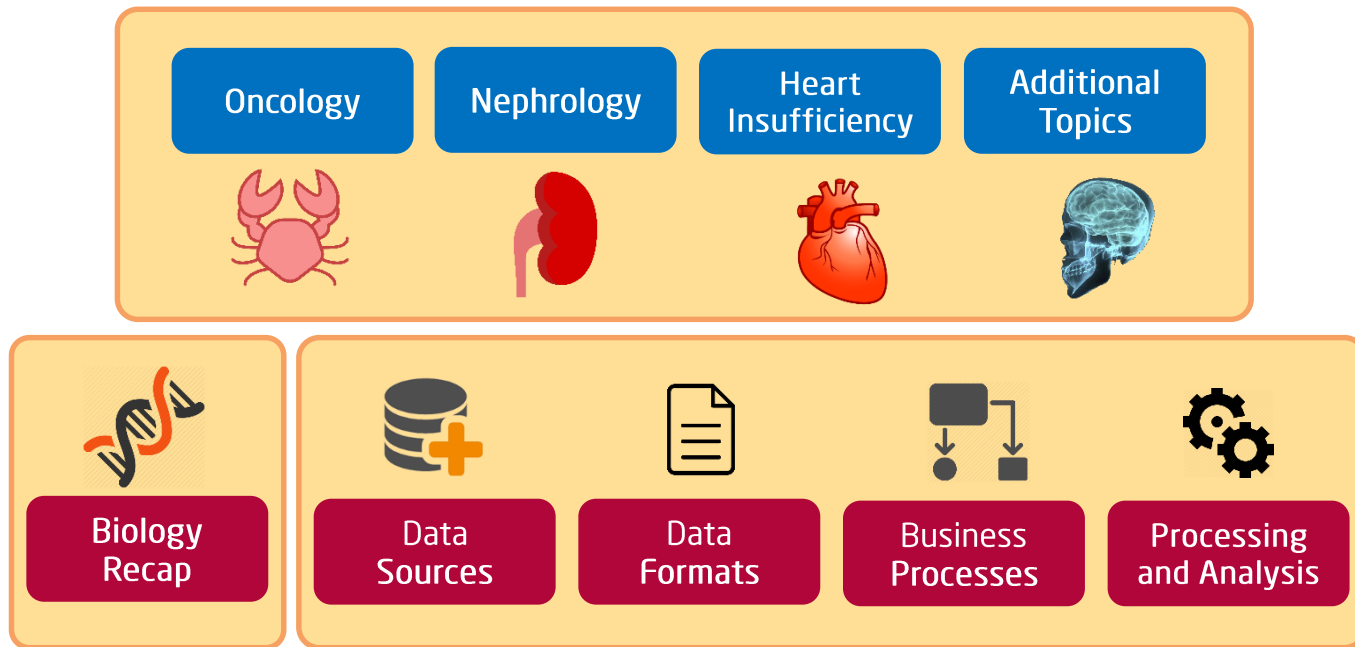 Oncology
Nephrology
Heart
Insufficiency
Additional
Topics
Biology
Recap
Data
Sources
Data
Formats
Business
Processes
Processing
and Analysis